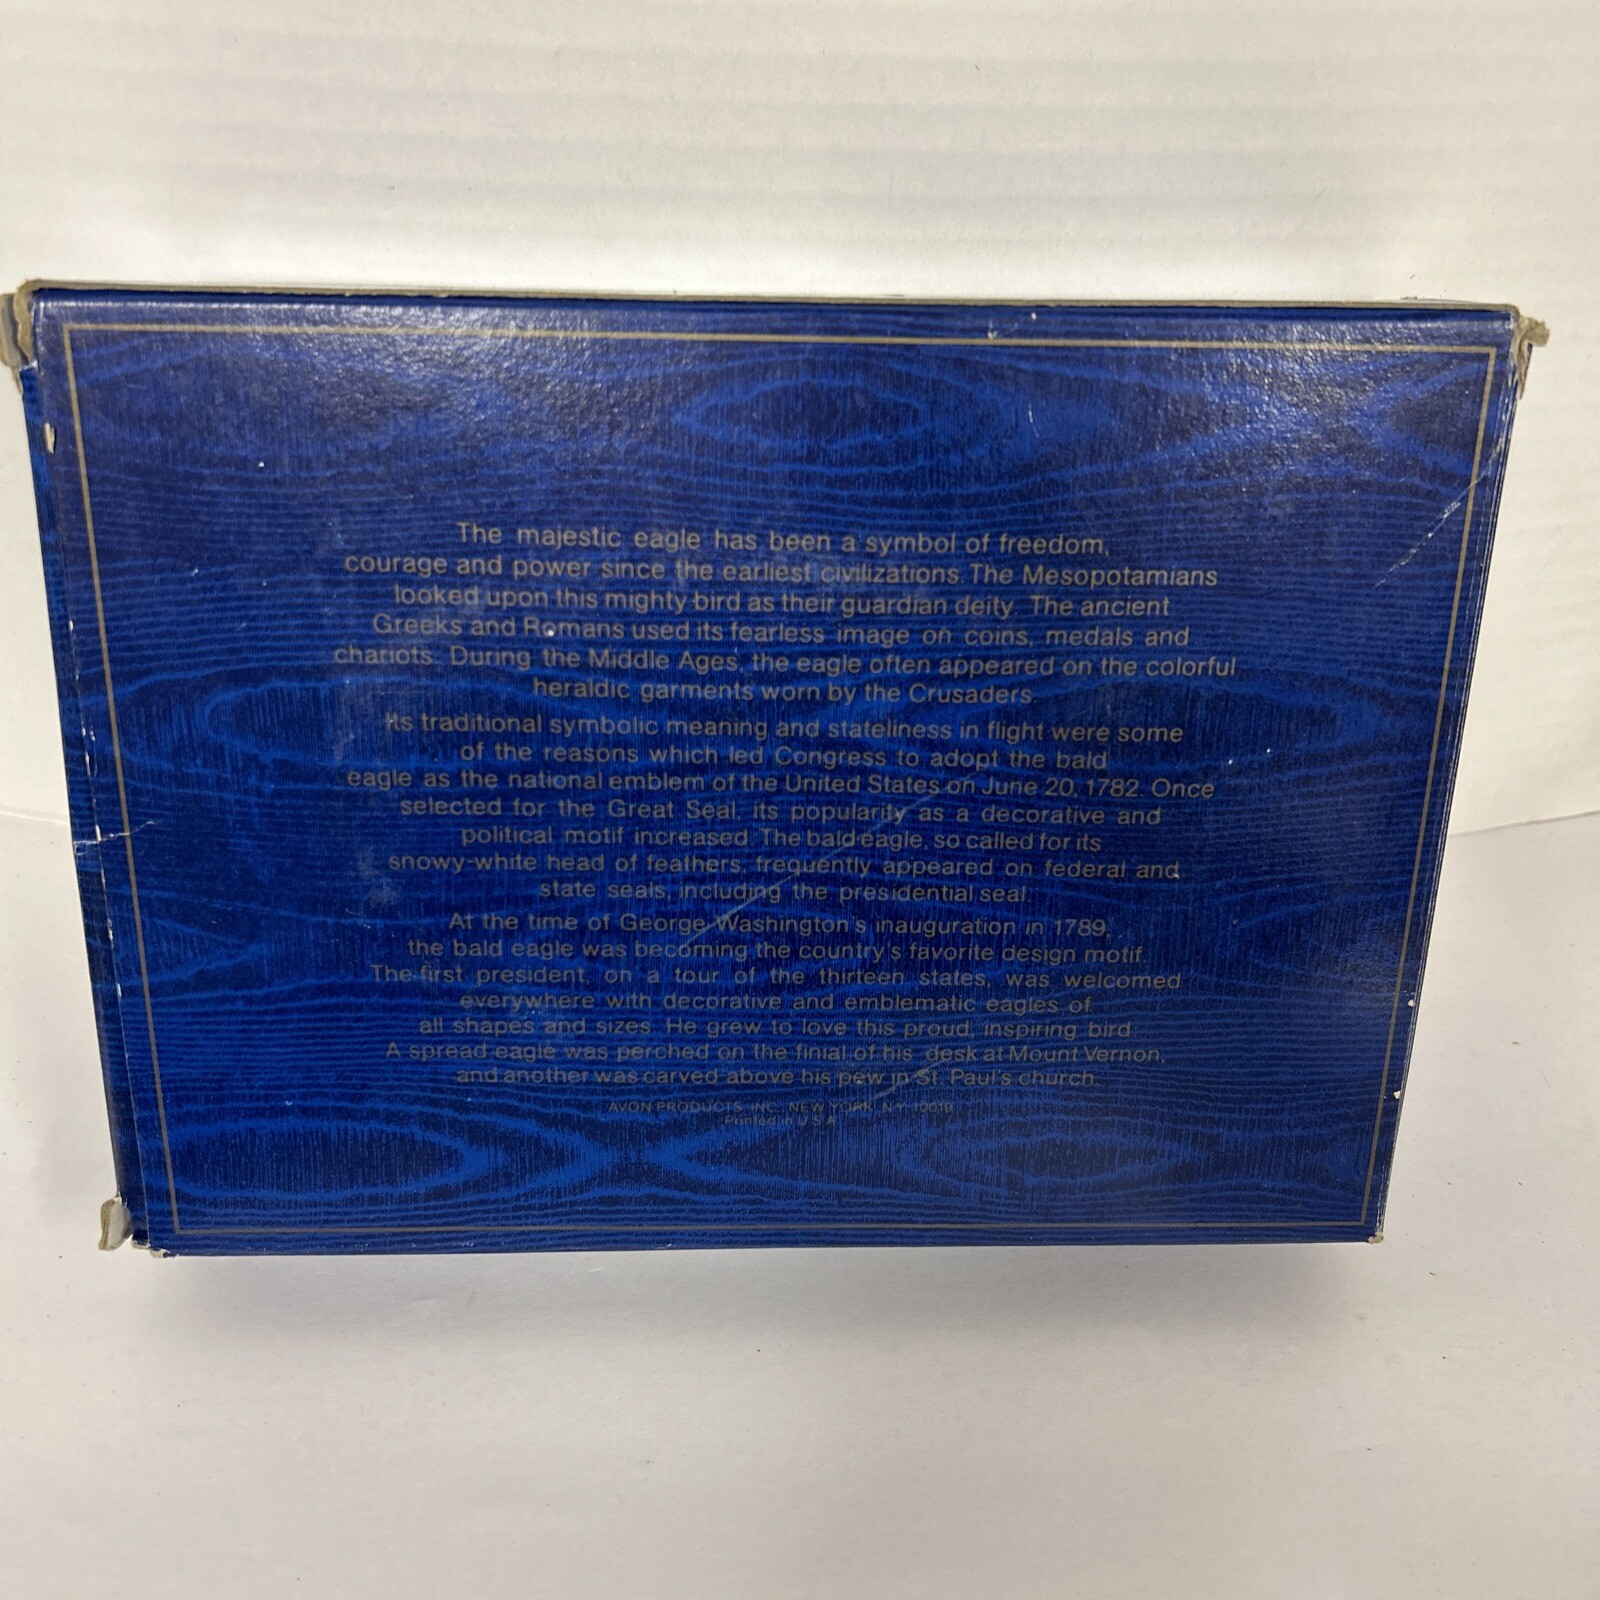 The majestic eagle has been a symbol of freedom,
courage and power since the earliest civilizations. The Mesopotamians
looked upon this mighty bird as their guardian deity. The ancient
Greeks and Romans used its fearless image on coins, medals and
chariots. During the Middle Ages, the eagle often appeared on the colorful
heraldic garments worn by the Crusaders.
Its traditional symbolic meaning and stateliness in flight were some
of the reasons which led Congress to adopt the bald
eagle as the national emblem of the United States on June 20, 1782. Once
selected for the Great Seal, its popularity as a decorative and
political motif increased. The bald eagle, so called for its
snowy-white head of feathers, frequently appeared on federal and
state seals, including the presidential seal.
At the time of George Washington's inauguration in 1789,
the bald eagle was becoming the country's favorite design motif.
The first president, on a tour of the thirteen states, was welcomed
everywhere with decorative and emblematic eagles of
all shapes and sizes. He grew to love this proud, inspiring bird:
A spread eagle was perched on the finial of his desk at Mount Vernon,
and another was carved above his pew in St. Paul's church.
AVON PRODUCTS, INC. NEW YORK, N.Y. 10019
Printed in U.S.A.